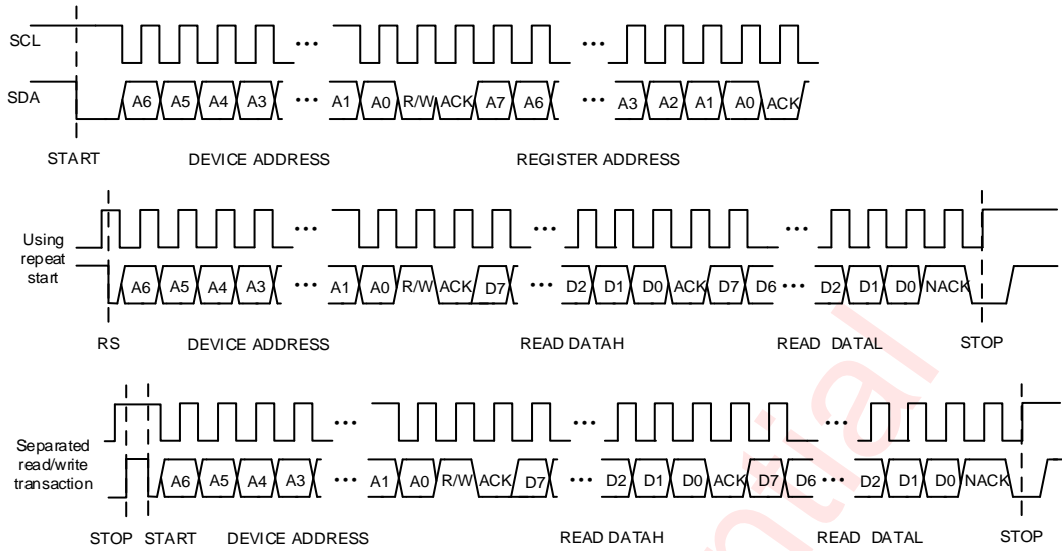 SCL
SDA A6 A5 A4 A3 ••• A1 A0 R/W ACK A7 A6 ••• A3 A2 A1 A0 ACK
START DEVICE ADDRESS REGISTER ADDRESS
Using
repeat
start
A6 A5 A4 A3 ••• A1 A0 R/W ACK D7 ••• D2 D1 D0 ACK D7 D6 ••• D2 D1 D0 NACK
RS DEVICE ADDRESS READ DATAH READ DATAL STOP
Separated
read/write
transaction
A6 A5 A4 A3 ••• A1 A0 R/W ACK D7 ••• D2 D1 D0 ACK D7 D6 ••• D2 D1 D0 NACK
STOP START DEVICE ADDRESS READ DATAH READ DATAL STOP
ntial